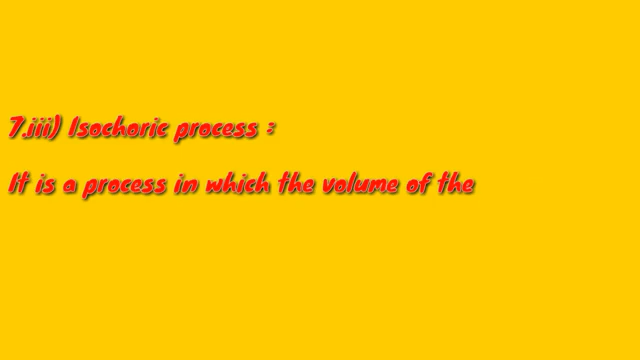 7.iii) Isochoric process :
It is a process in which the volume of the